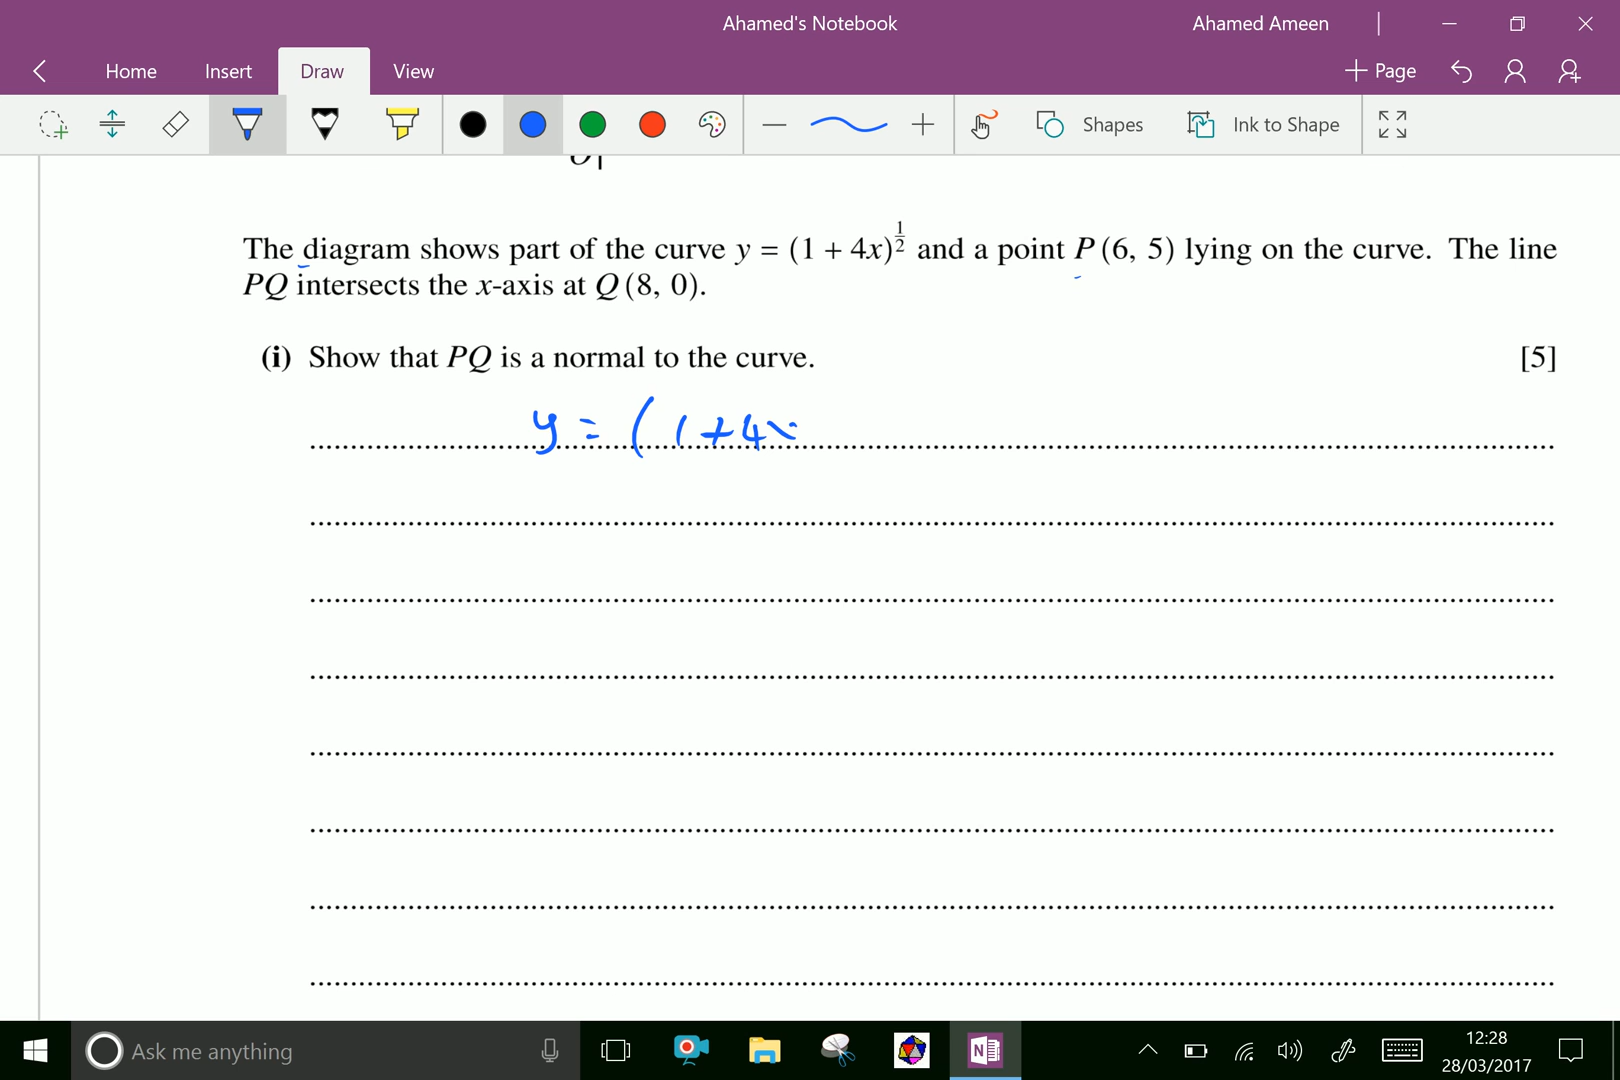 Ahamed's Notebook
Ahamed Ameen
Home Insert Draw View
Page
Shapes
Ink to Shape
The diagram shows part of the curve y = (1 + 4x)^{1/2} and a point P (6, 5) lying on the curve. The line
PQ intersects the x-axis at Q (8, 0).
(i) Show that PQ is a normal to the curve. [5]
y = (1+4x
Ask me anything
N
12:28
28/03/2017